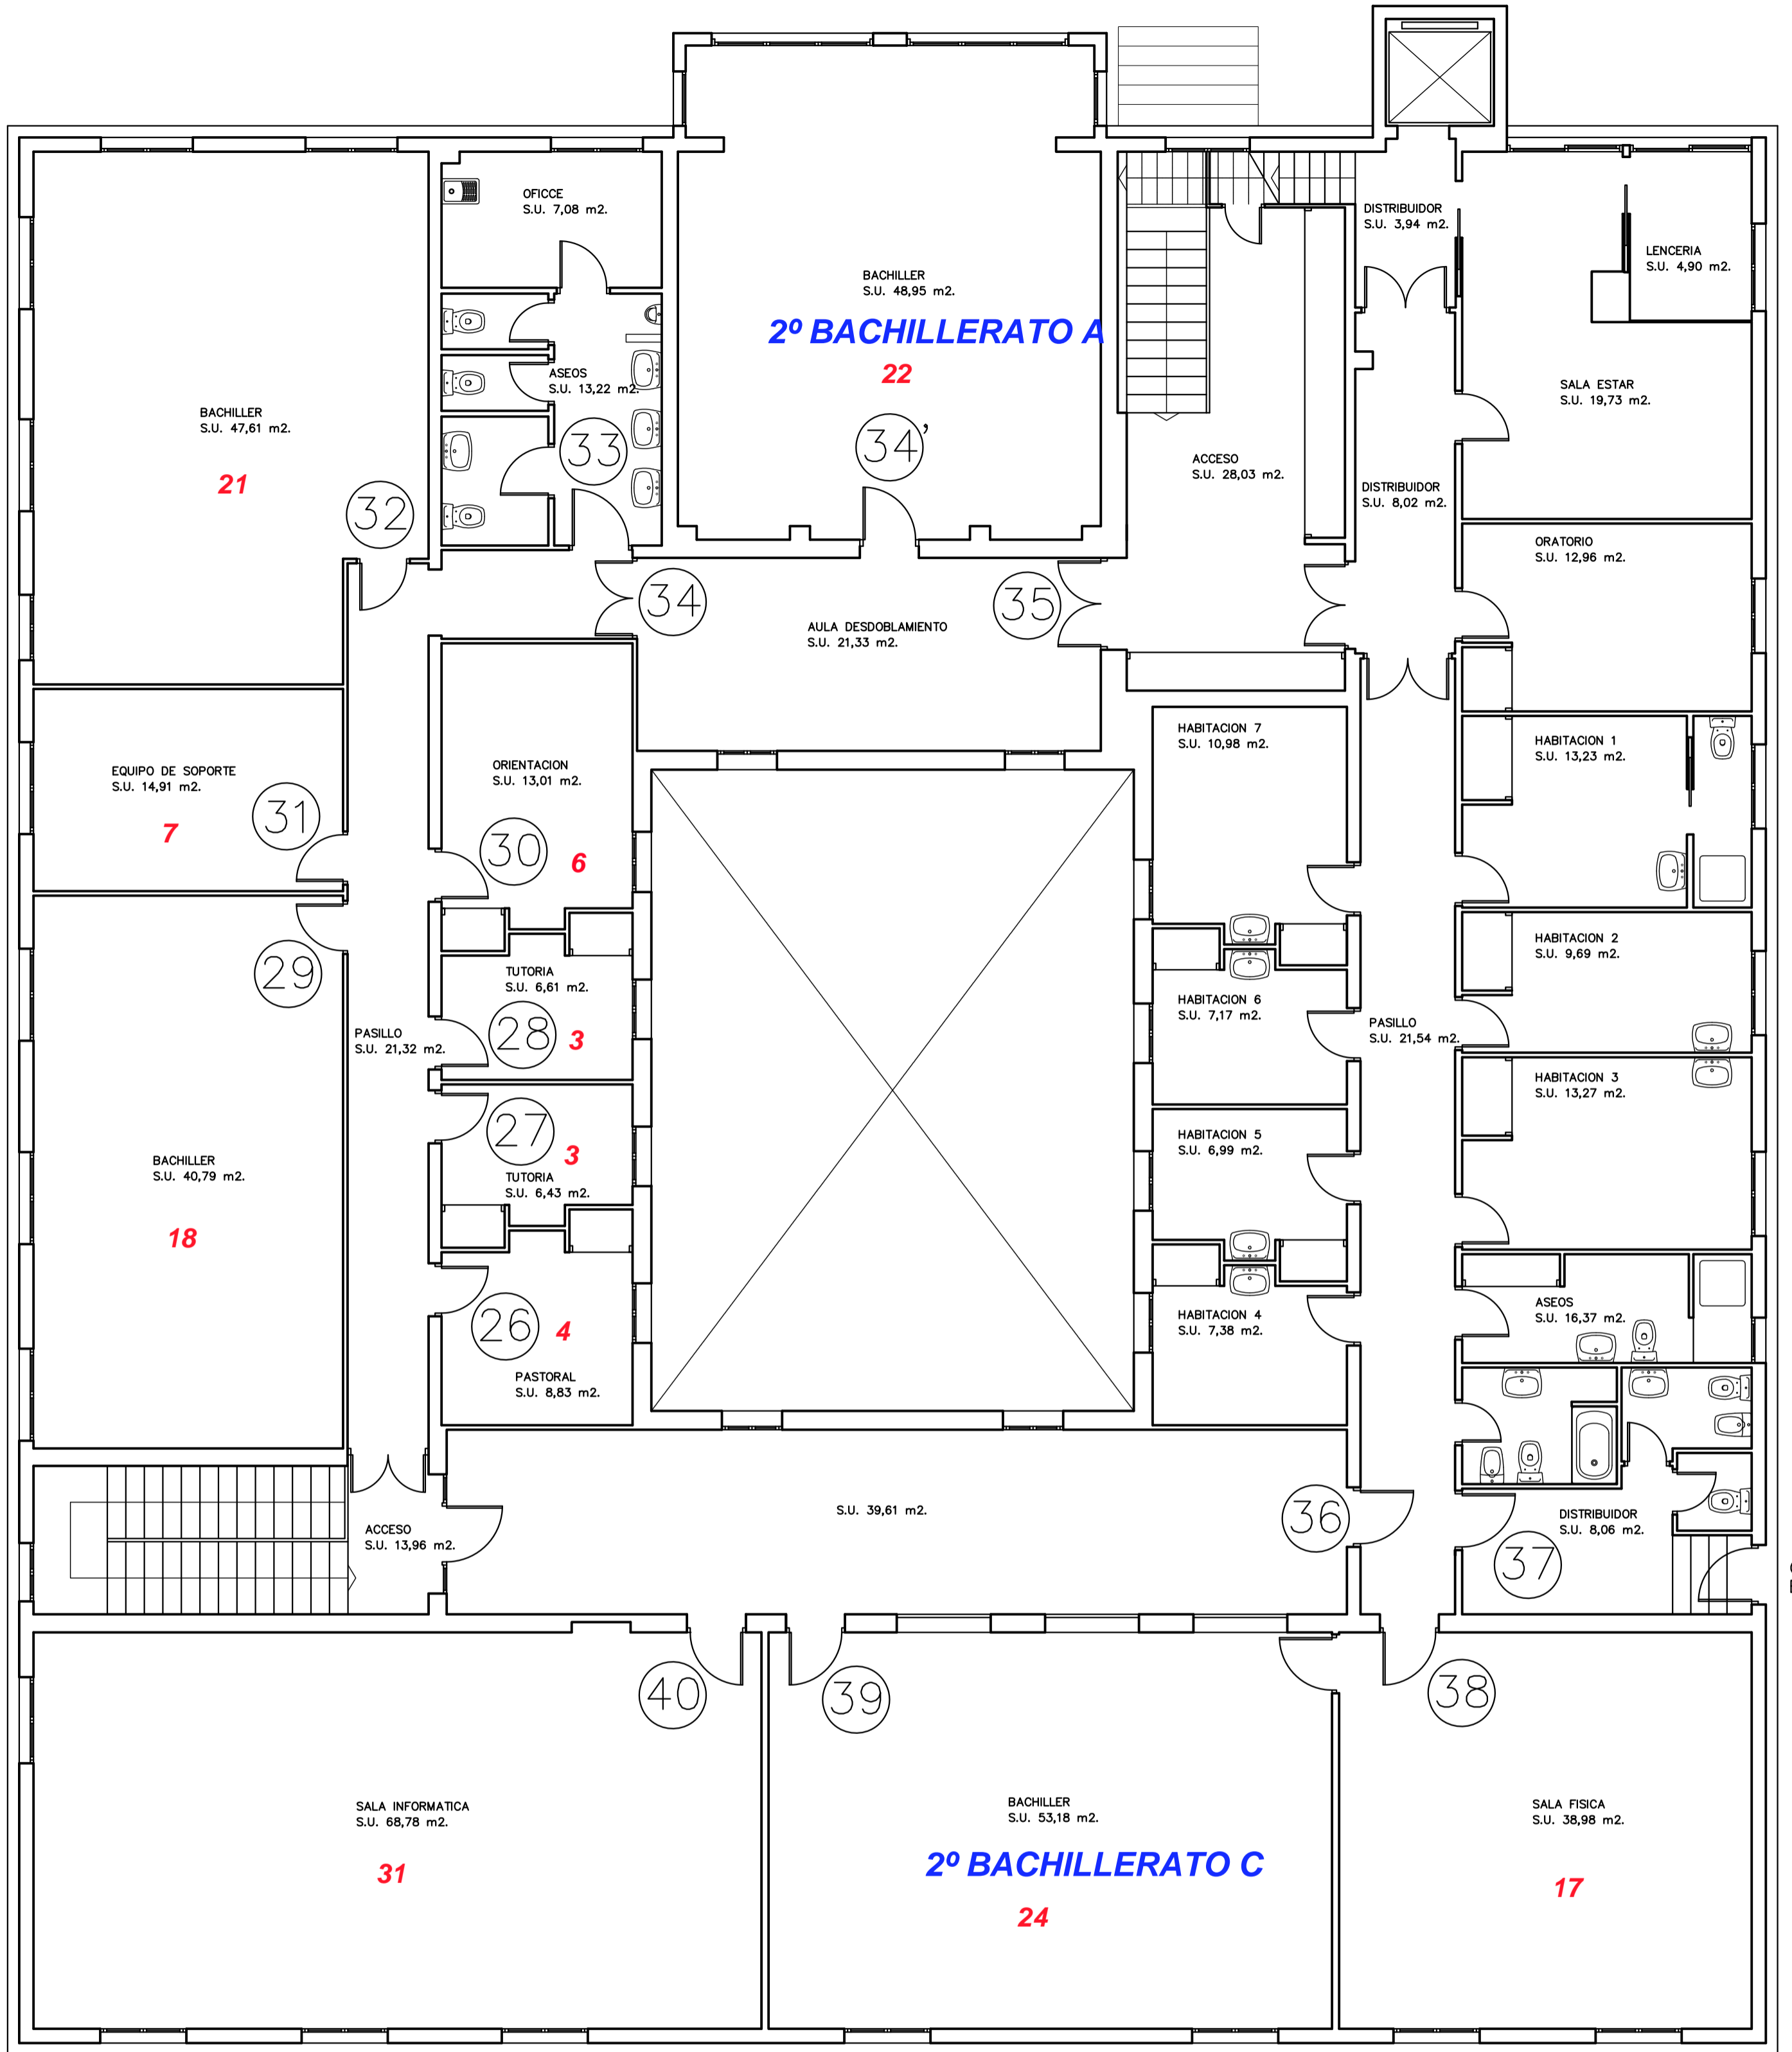 OFICCE
S.U. 7,08 m2.
DISTRIBUIDOR
S.U. 3,94 m2.
LENCERIA
S.U. 4,90 m2.
BACHILLER
S.U. 48,95 m2.
2º BACHILLERATO A
22
34'
ASEOS
S.U. 13,22 m2.
33
SALA ESTAR
S.U. 19,73 m2.
BACHILLER
S.U. 47,61 m2.
21
32
ACCESO
S.U. 28,03 m2.
DISTRIBUIDOR
S.U. 8,02 m2.
ORATORIO
S.U. 12,96 m2.
34
35
AULA DESDOBLAMIENTO
S.U. 21,33 m2.
HABITACION 7
S.U. 10,98 m2.
HABITACION 1
S.U. 13,23 m2.
EQUIPO DE SOPORTE
S.U. 14,91 m2.
7
31
ORIENTACION
S.U. 13,01 m2.
30
6
29
TUTORIA
S.U. 6,61 m2.
28
3
HABITACION 2
S.U. 9,69 m2.
HABITACION 6
S.U. 7,17 m2.
PASILLO
S.U. 21,32 m2.
PASILLO
S.U. 21,54 m2.
HABITACION 3
S.U. 13,27 m2.
27
3
TUTORIA
S.U. 6,43 m2.
HABITACION 5
S.U. 6,99 m2.
BACHILLER
S.U. 40,79 m2.
18
26
4
PASTORAL
S.U. 8,83 m2.
HABITACION 4
S.U. 7,38 m2.
ASEOS
S.U. 16,37 m2.
ACCESO
S.U. 13,96 m2.
S.U. 39,61 m2.
36
DISTRIBUIDOR
S.U. 8,06 m2.
37
40
39
38
SALA INFORMATICA
S.U. 68,78 m2.
31
BACHILLER
S.U. 53,18 m2.
2º BACHILLERATO C
24
SALA FISICA
S.U. 38,98 m2.
17